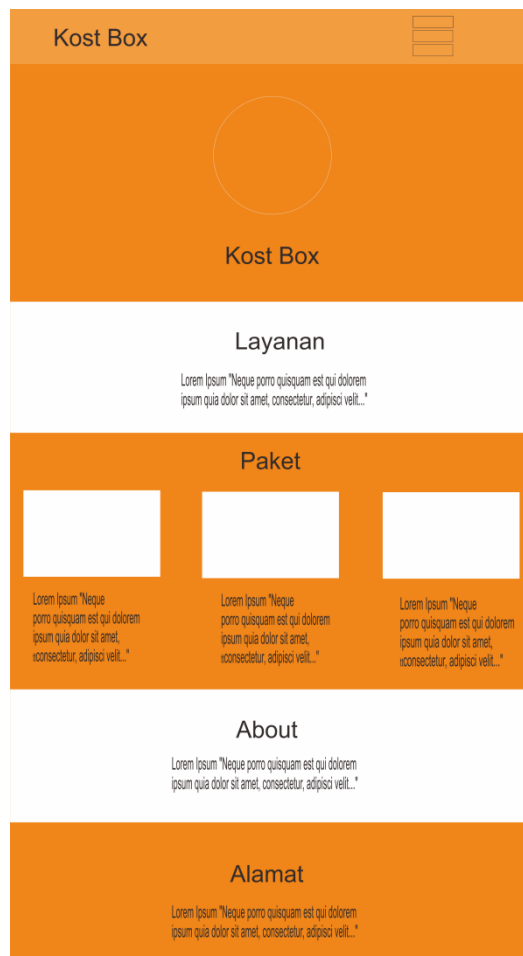 Kost Box
Kost Box
Layanan
Lorem Ipsum "Neque porro quisquam est qui dolorem
ipsum quia dolor sit amet, consectetur, adipisci velit..."
Paket
Lorem Ipsum "Neque
porro quisquam est qui dolorem
ipsum quia dolor sit amet,
consectetur, adipisci velit..."
Lorem Ipsum "Neque
porro quisquam est qui dolorem
ipsum quia dolor sit amet,
consectetur, adipisci velit..."
Lorem Ipsum "Neque
porro quisquam est qui dolorem
ipsum quia dolor sit amet,
consectetur, adipisci velit..."
About
Lorem Ipsum "Neque porro quisquam est qui dolorem
ipsum quia dolor sit amet, consectetur, adipisci velit..."
Alamat
Lorem Ipsum "Neque porro quisquam est qui dolorem
ipsum quia dolor sit amet, consectetur, adipisci velit..."